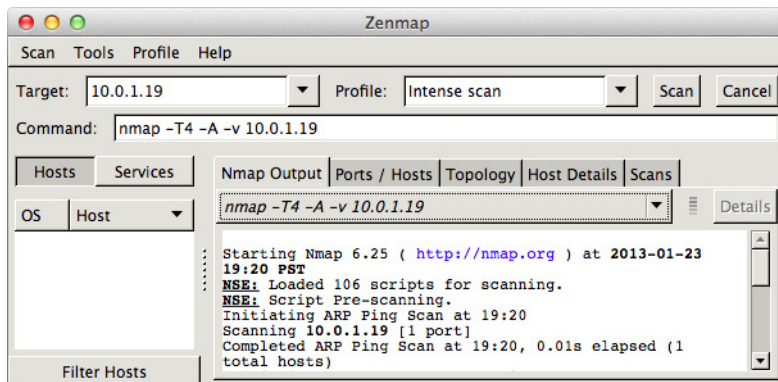 Zenmap
Scan Tools Profile Help
Target: 10.0.1.19 Profile: Intense scan Scan Cancel
Command: nmap -T4 -A -v 10.0.1.19
Hosts Services Nmap Output Ports / Hosts Topology Host Details Scans
OS Host nmap -T4 -A -v 10.0.1.19 Details
Starting Nmap 6.25 ( http://nmap.org ) at 2013-01-23
19:20 PST
NSE: Loaded 106 scripts for scanning.
NSE: Script Pre-scanning.
Initiating ARP Ping Scan at 19:20
Scanning 10.0.1.19 [1 port]
Completed ARP Ping Scan at 19:20, 0.01s elapsed (1
total hosts)
Filter Hosts